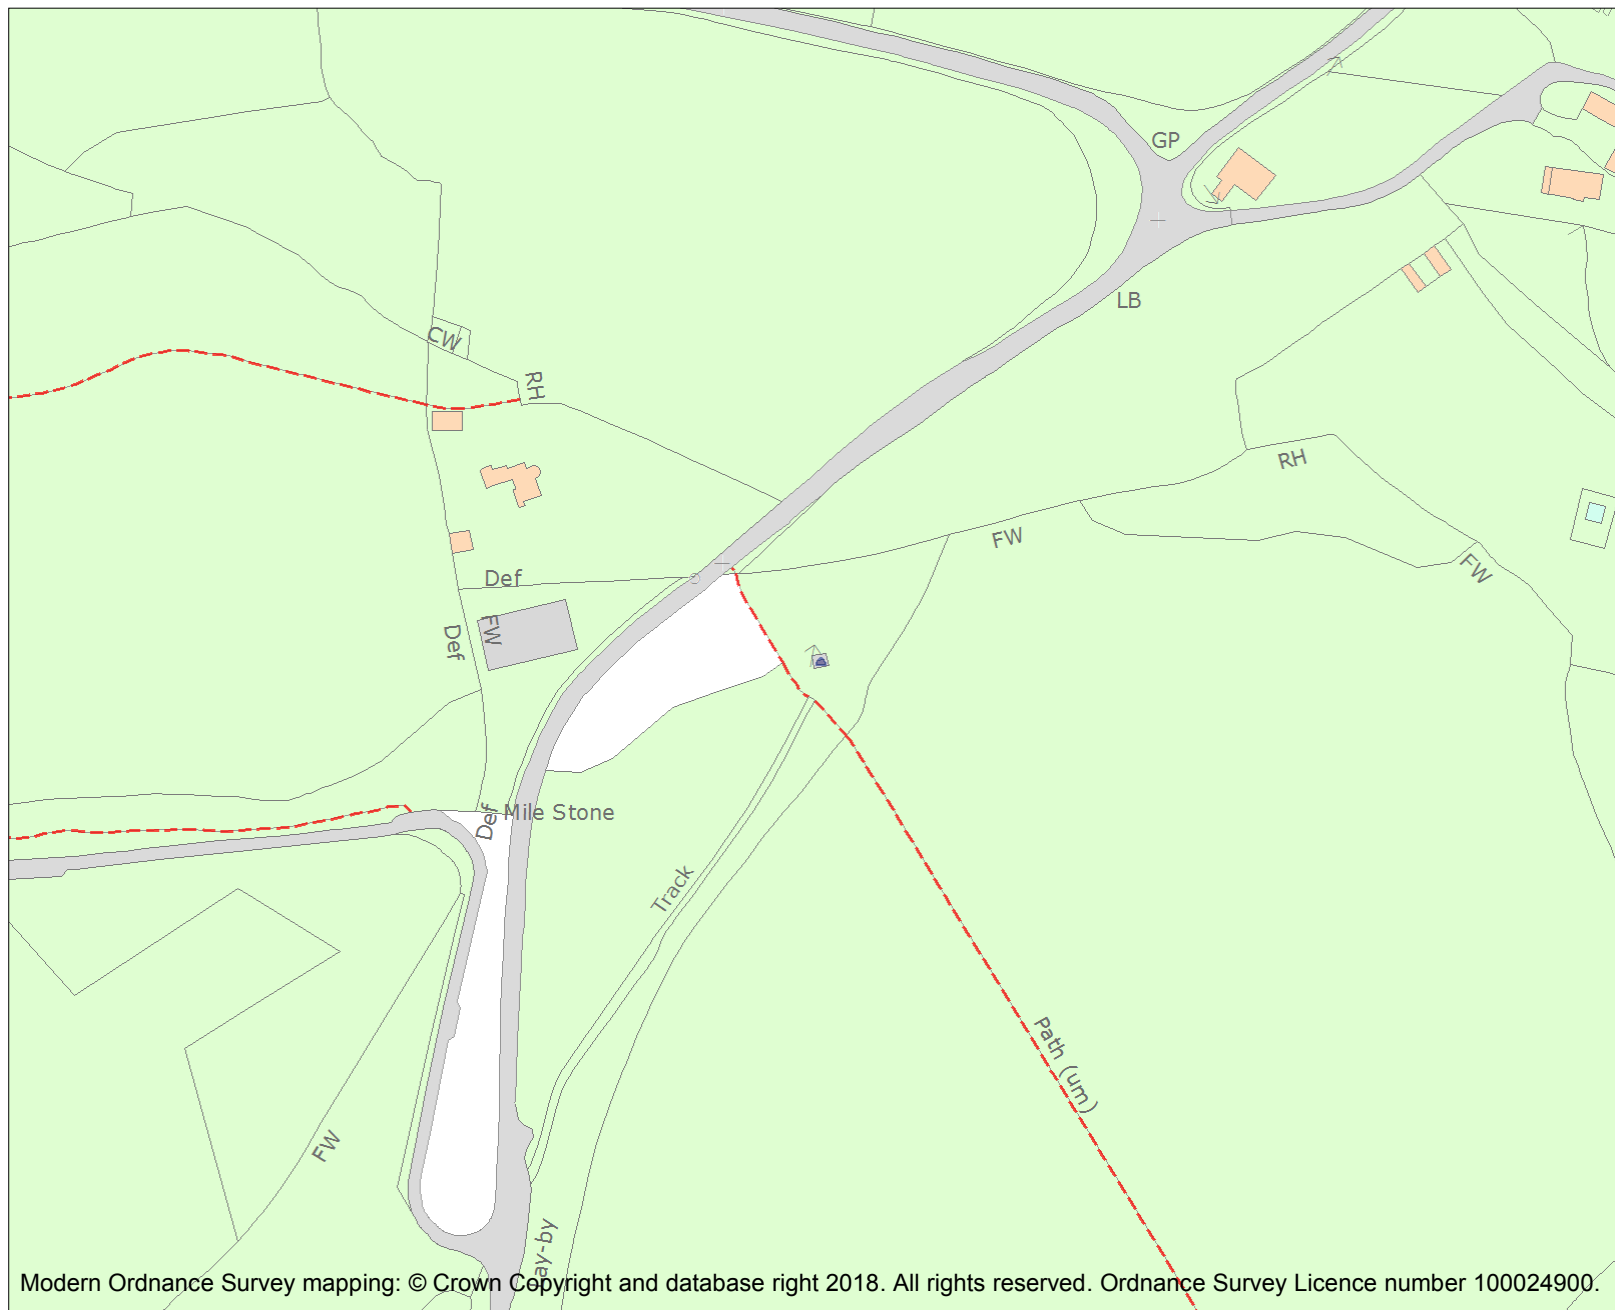 GP
LB
CW
RH
RH
FW
FW
Def
FW
Def
Def
Mile Stone
Track
Path (um)
FW
ay-by
Modern Ordnance Survey mapping: © Crown Copyright and database right 2018. All rights reserved. Ordnance Survey Licence number 100024900.